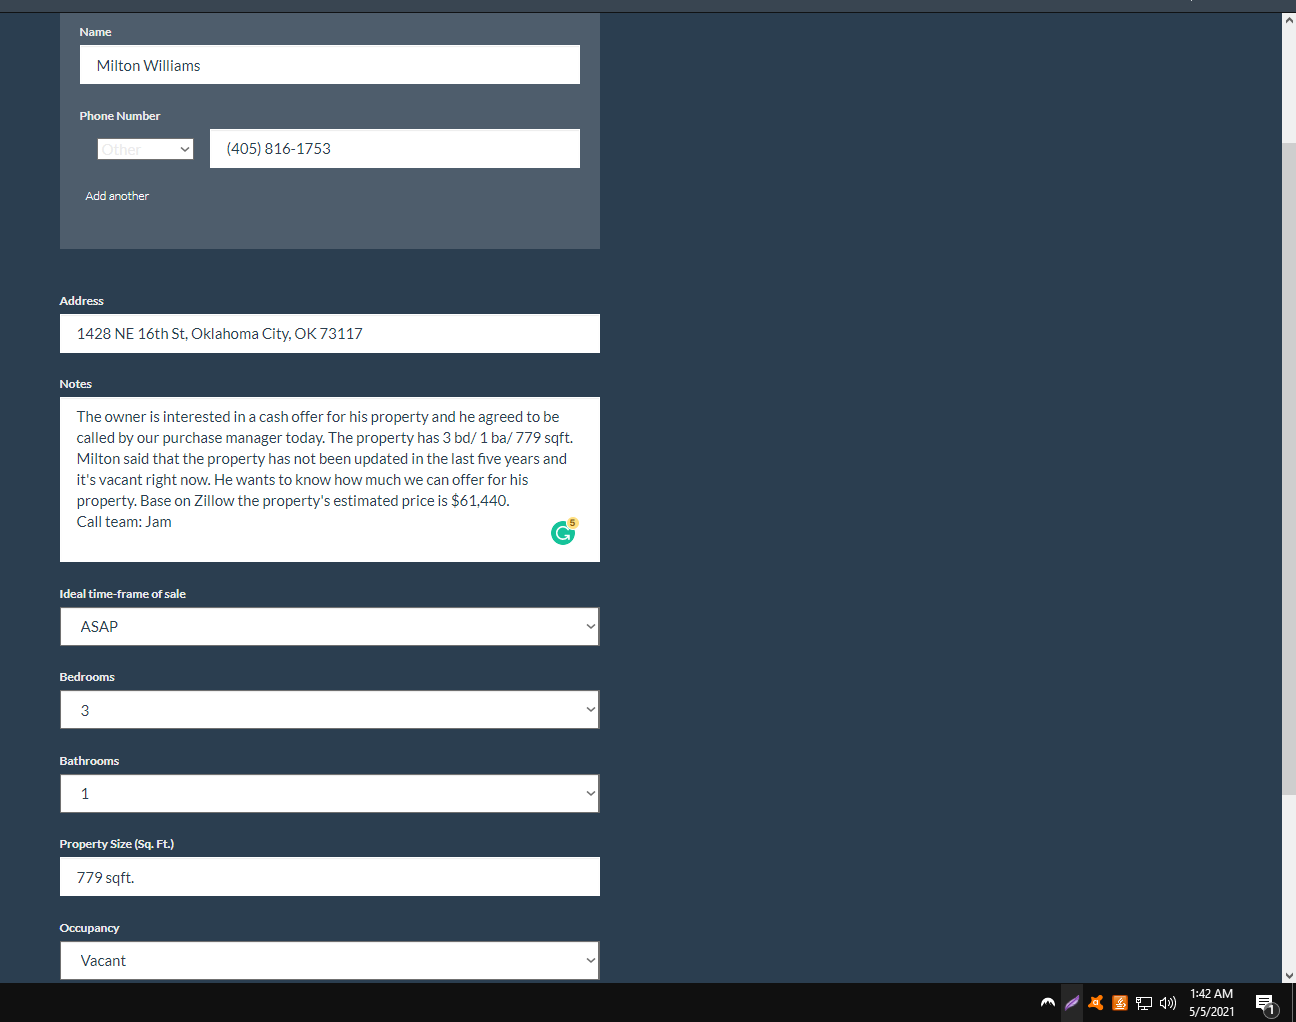 Name
Milton Williams
Phone Number
Other
(405) 816-1753
Add another
Address
1428 NE 16th St, Oklahoma City, OK 73117
Notes
The owner is interested in a cash offer for his property and he agreed to be
called by our purchase manager today. The property has 3 bd/ 1 ba/ 779 sqft.
Milton said that the property has not been updated in the last five years and
it's vacant right now. He wants to know how much we can offer for his
property. Base on Zillow the property's estimated price is $61,440.
Call team: Jam
5
Ideal time-frame of sale
ASAP
Bedrooms
3
Bathrooms
1
Property Size (Sq. Ft.)
779 sqft.
Occupancy
Vacant
1:42 AM
5/5/2021
1